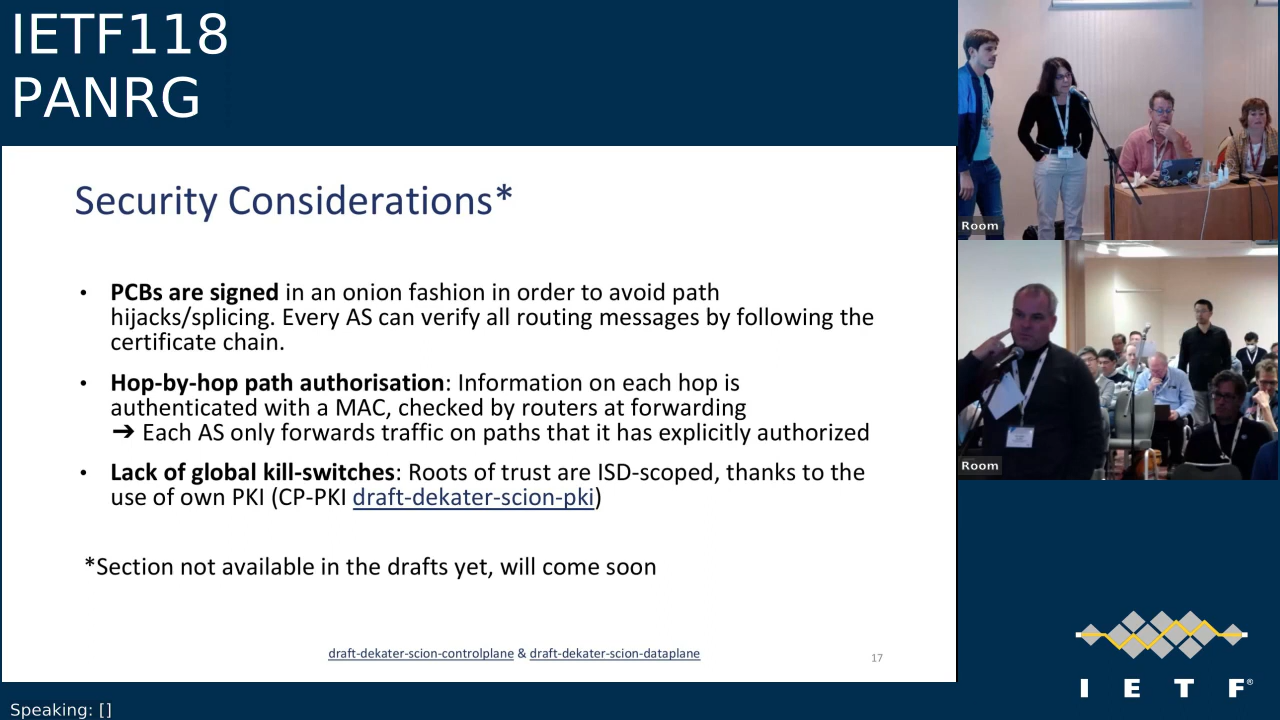 IETF118
PANRG
Security Considerations*
• PCBs are signed in an onion fashion in order to avoid path
hijacks/splicing. Every AS can verify all routing messages by following the
certificate chain.
• Hop-by-hop path authorisation: Information on each hop is
authenticated with a MAC, checked by routers at forwarding
➔ Each AS only forwards traffic on paths that it has explicitly authorized
• Lack of global kill-switches: Roots of trust are ISD-scoped, thanks to the
use of own PKI (CP-PKI draft-dekater-scion-pki)
*Section not available in the drafts yet, will come soon
draft-dekater-scion-controlplane & draft-dekater-scion-dataplane
17
Room
Room
I E T F®
Speaking: []